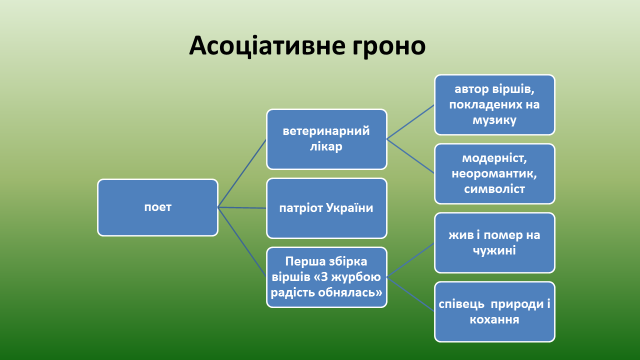 Асоціативне гроно
поет
ветеринарний
лікар
патріот України
Перша збірка
віршів «З журбою
радість обнялась»
автор віршів,
покладених на
музику
модерніст,
неоромантик,
символіст
жив і помер на
чужині
співець природи і
кохання